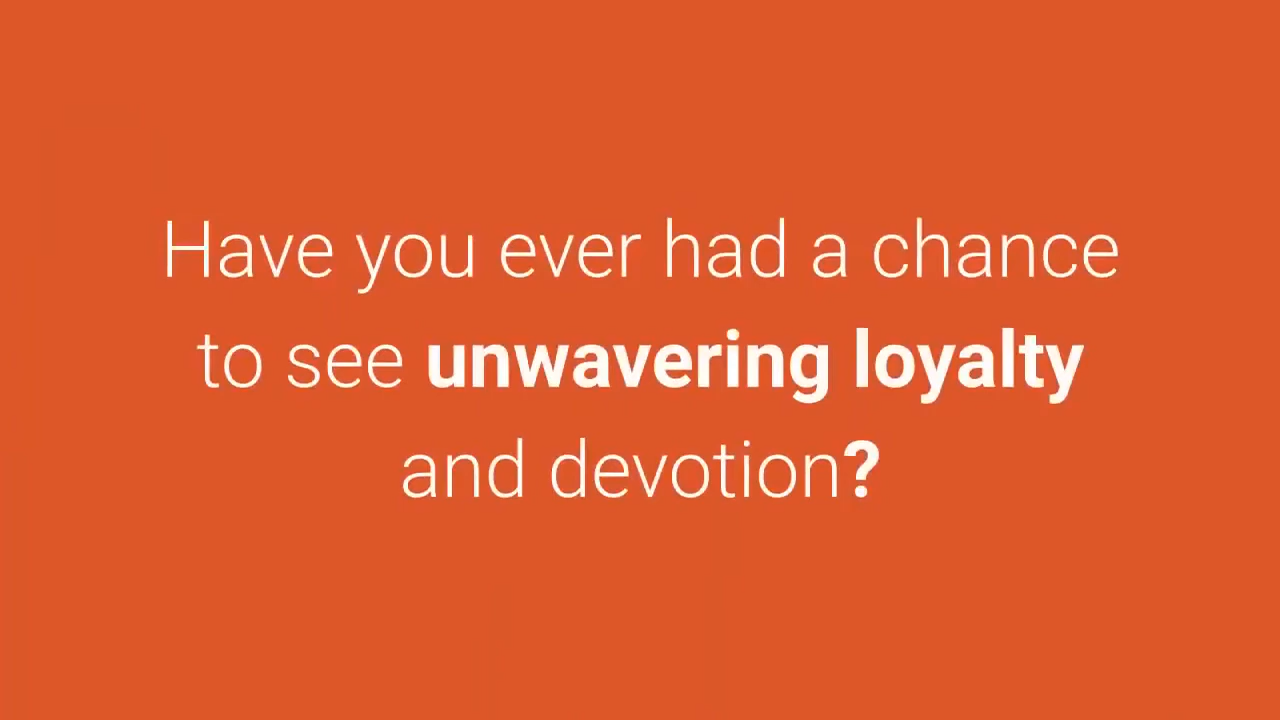 Have you ever had a chance
to see unwavering loyalty
and devotion?